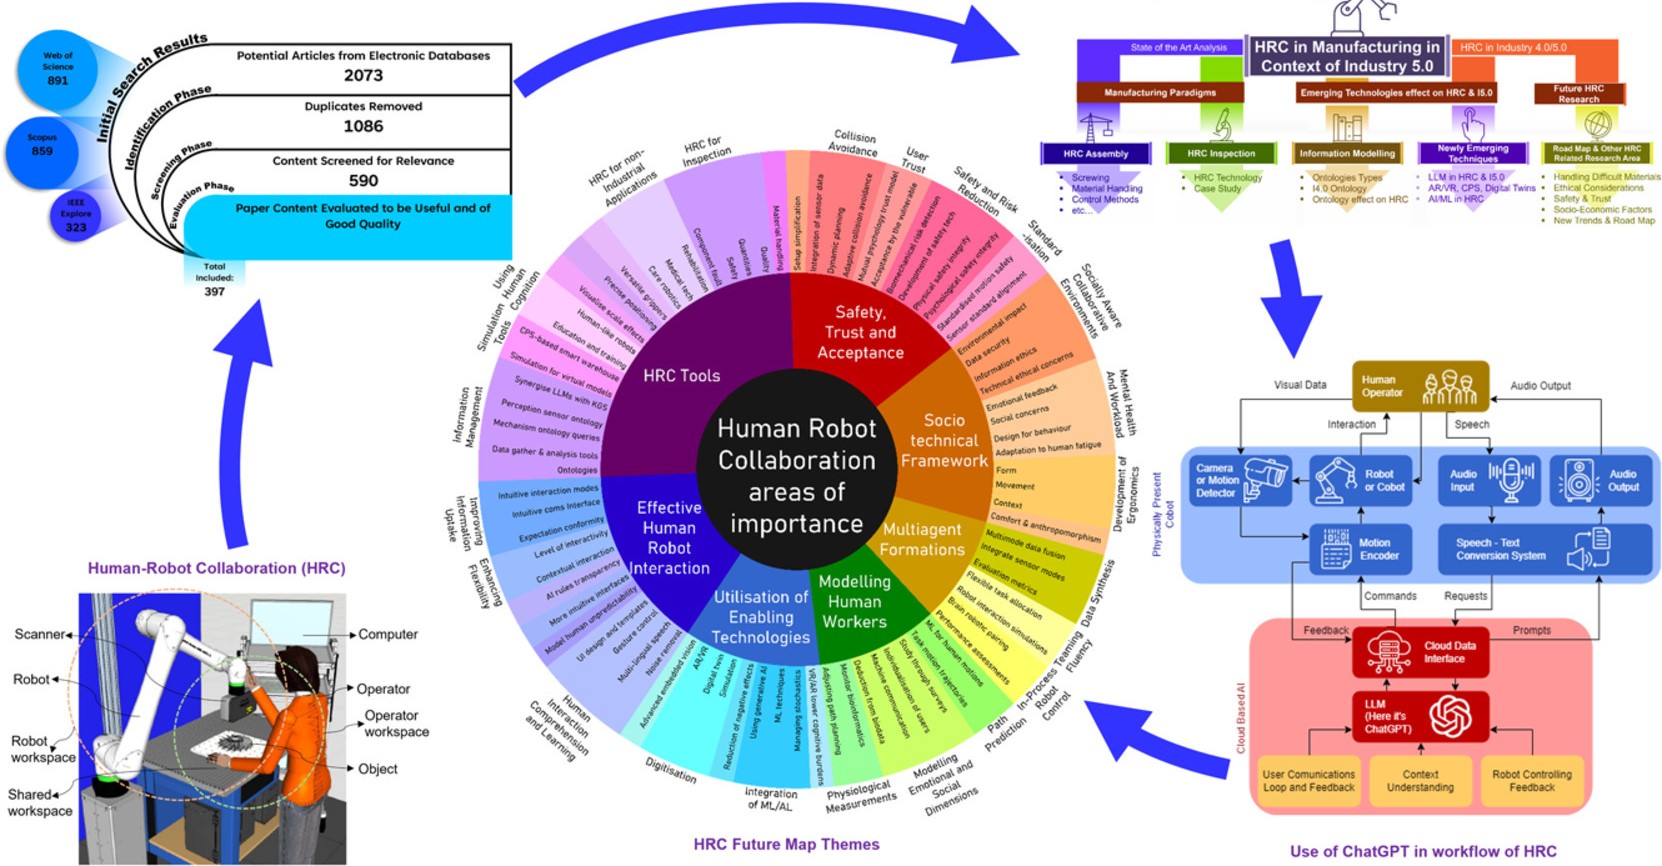 Web of
Science
891
Scopus
859
IEEE
Explore
323
Initial Search Results
Identification Phase
Screening Phase
Evaluation Phase
Potential Articles from Electronic Databases
2073
Duplicates Removed
1086
Content Screened for Relevance
590
Paper Content Evaluated to be Useful and of
Good Quality
Total
Included:
397
State of the Art Analysis
HRC in Manufacturing in
Context of Industry 5.0
HRC in Industry 4.0/5.0
Manufacturing Paradigms
Emerging Technologies effect on HRC & I5.0
Future HRC
Research
HRC Assembly
Screwing
Material Handling
Control Methods
etc...
HRC Inspection
HRC Technology
Case Study
Information Modelling
Ontologies Types
I4.0 Ontology
Ontology effect on HRC
Newly Emerging
Techniques
LLM in HRC & I5.0
AR/VR, CPS, Digital Twins
AI/ML in HRC
Road Map & Other HRC
Related Research Area
Handling Difficult Materials
Ethical Considerations
Safety & Trust
Socio-Economic Factors
New Trends & Road Map
Human-Robot Collaboration (HRC)
Scanner
Robot
Robot
workspace
Shared
workspace
Computer
Operator
Operator
workspace
Object
Human Robot
Collaboration
areas of
importance
Safety,
Trust and
Acceptance
Socio
technical
Framework
Multiagent
Formations
Modelling
Human
Workers
Utilisation of
Enabling
Technologies
Effective
Human
Robot
Interaction
HRC Tools
Collision
Avoidance
User
Trust
Safety and Risk
Reduction
Standard
-isation
Socially Aware
Collaborative
Environments
Mental Health
And Workload
Development of
Ergonomics
Data Synthesis
Teaming
Fluency
In-Process
Robot
Control
Path
Prediction
Modelling
Emotional and
Social
Dimensions
Physiological
Measurements
Integration
of ML/AL
Digitisation
Human
Interaction
Comprehension
and Learning
Enhancing
Flexibility
Improving
Information
Uptake
Information
Management
Simulation
Tools
Using
Human
Cognition
HRC for non-
Industrial
Applications
HRC for
Inspection
Setup simplification
Integration of sensor data
Dynamic planning
Adaptive collision avoidance
Mutual psychology trust model
Acceptance by the vulnerable
Biomechanical risk detection
Development of safety tech
Physical safety integrity
Psychological safety integrity
Standardised motion safety
Sensor standard alignment
Environmental impact
Data security
Information ethics
Technical ethical concerns
Emotional feedback
Social concerns
Design for behaviour
Adaptation to human fatigue
Form
Movement
Context
Comfort & anthropomorphism
Multimode data fusion
Integrate sensor modes
Evaluation metrics
Flexible task allocation
Robot interaction simulations
Brain robotic pairing
Performance assessments
ML for human motions
Task motion trajectories
Study through surveys
Individualisation of users
Machine communication
Deduction from biodata
Monitor bioinformatics
Adjusting path planning
VR/AR lower cognitive burdens
Managing stochastics
ML techniques
Using generative AI
Reduction of negative effects
Simulation
Digital twin
AR/VR
Advanced embedded vision
Noise removal
Multi-lingual speech
Gesture control
UI design and templates
Model human unpredictability
More intuitive interfaces
AI rules transparency
Contextual interaction
Level of interactivity
Expectation conformity
Intuitive coms Interface
Intuitive interaction modes
Ontologies
Data gather & analysis tools
Mechanism ontology queries
Perception sensor ontology
Synergise LLMs with KGS
Simulation for virtual models
CPS-based smart warehouse
Education and training
Human-like robots
Visualise scale effects
Precise positioning
Versatile grippers
Care robotics
Medical tech
Rehabilitation
Component fault
Safety
Quantities
Quality
Material handling
HRC Future Map Themes
Human
Operator
Visual Data
Audio Output
Interaction
Speech
Camera
or Motion
Detector
Robot
or Cobot
Audio
Input
Audio
Output
Motion
Encoder
Speech - Text
Conversion System
Physically Present
Cobot
Commands
Requests
Feedback
Prompts
Cloud Data
Interface
LLM
(Here it's
ChatGPT)
Cloud Based AI
User Comunications
Loop and Feedback
Context
Understanding
Robot Controlling
Feedback
Use of ChatGPT in workflow of HRC